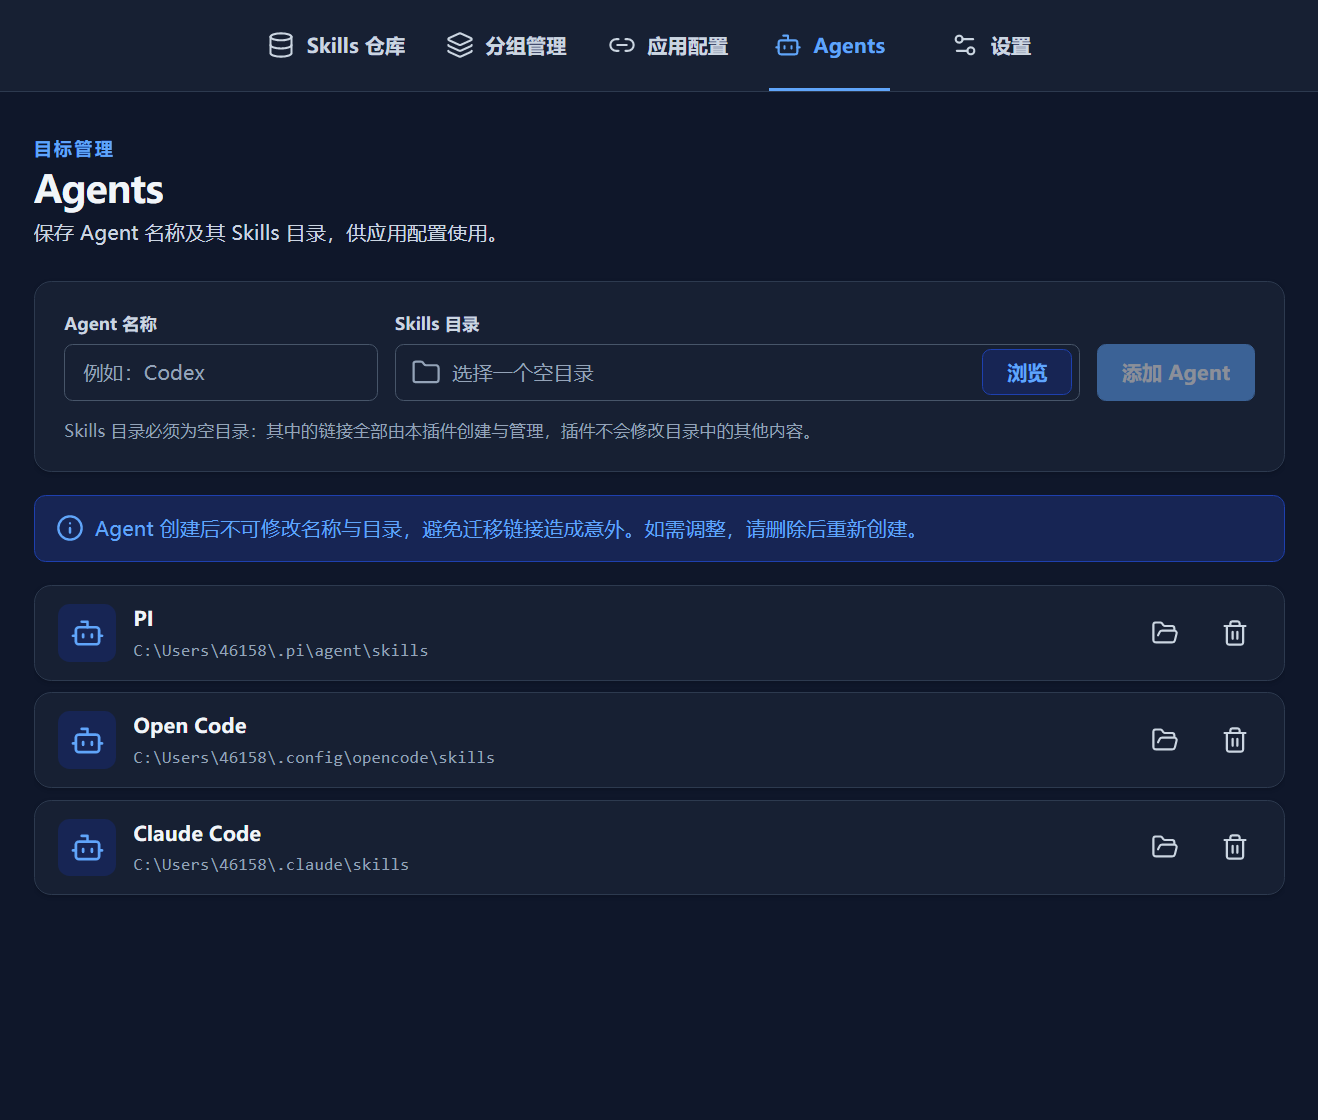 Skills 仓库
分组管理
应用配置
Agents
设置
目标管理
Agents
保存 Agent 名称及其 Skills 目录，供应用配置使用。
Agent 名称
Skills 目录
例如：Codex
选择一个空目录
浏览
添加 Agent
Skills 目录必须为空目录：其中的链接全部由本插件创建与管理，插件不会修改目录中的其他内容。
Agent 创建后不可修改名称与目录，避免迁移链接造成意外。如需调整，请删除后重新创建。
PI
C:\Users\46158\.pi\agent\skills
Open Code
C:\Users\46158\.config\opencode\skills
Claude Code
C:\Users\46158\.claude\skills